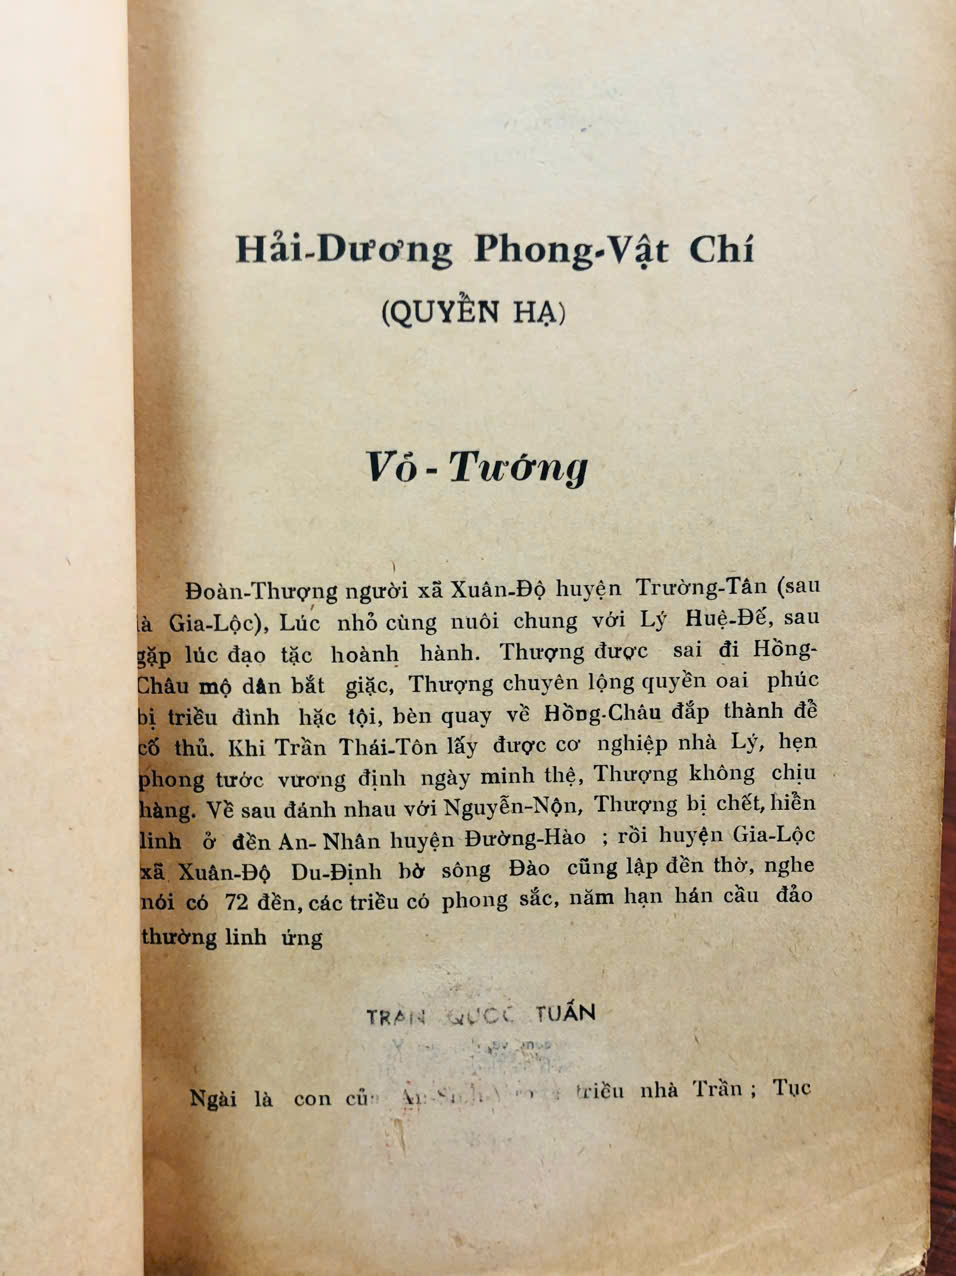 Hải-Dương Phong-Vật Chí
(QUYỀN HẠ)
Võ - Tướng
Đoàn-Thượng người xã Xuân-Độ huyện Trường-Tân (sau
là Gia-Lộc), Lúc nhỏ cùng nuôi chung với Lý Huệ-Đế, sau
gặp lúc đạo tặc hoành hành. Thượng được sai đi Hồng-
Châu mộ dân bắt giặc, Thượng chuyên lộng quyền oai phúc
bị triều đình hặc tội, bèn quay về Hồng-Châu đắp thành để
cố thủ. Khi Trần Thái-Tôn lấy được cơ nghiệp nhà Lý, hẹn
phong tước vương định ngày minh thệ, Thượng không chịu
hàng. Về sau đánh nhau với Nguyễn-Nộn, Thượng bị chết, hiển
linh ở đền An-Nhân huyện Đường-Hào ; rồi huyện Gia-Lộc
xã Xuân-Độ Du-Định bờ sông Đào cũng lập đền thờ, nghe
nói có 72 đền, các triều có phong sắc, năm hạn hán cầu đảo
thường linh ứng
TRẦN QUỐC TUẤN
Ngài là con triều nhà Trần ; Tục